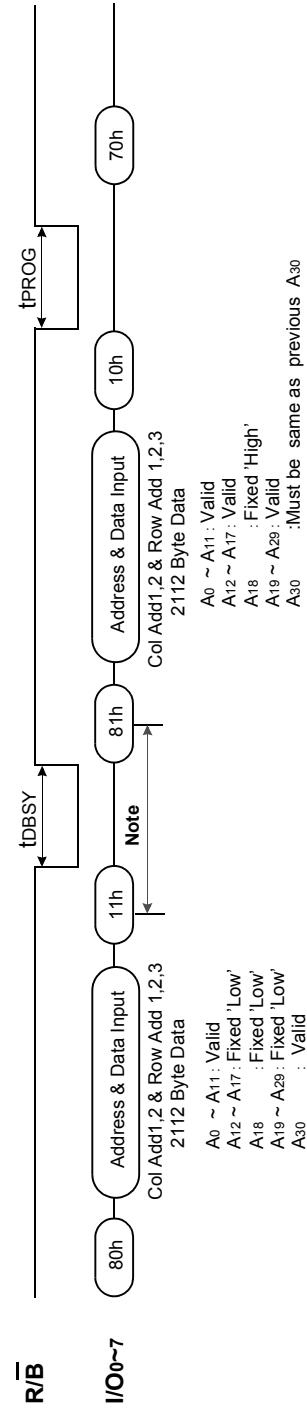 R/B
tDBSY
tPROG
I/O0~7
80h
Address & Data Input
11h
81h
Address & Data Input
10h
70h
Note
Col Add1,2 & Row Add 1,2,3
2112 Byte Data
A0 ~ A11 : Valid
A12 ~ A17 : Fixed 'Low'
A18 : Fixed 'Low'
A19 ~ A29 : Fixed 'Low'
A30 : Valid
Col Add1,2 & Row Add 1,2,3
2112 Byte Data
A0 ~ A11 : Valid
A12 ~ A17 : Valid
A18 : Fixed 'High'
A19 ~ A29 : Valid
A30 :Must be same as previous A30